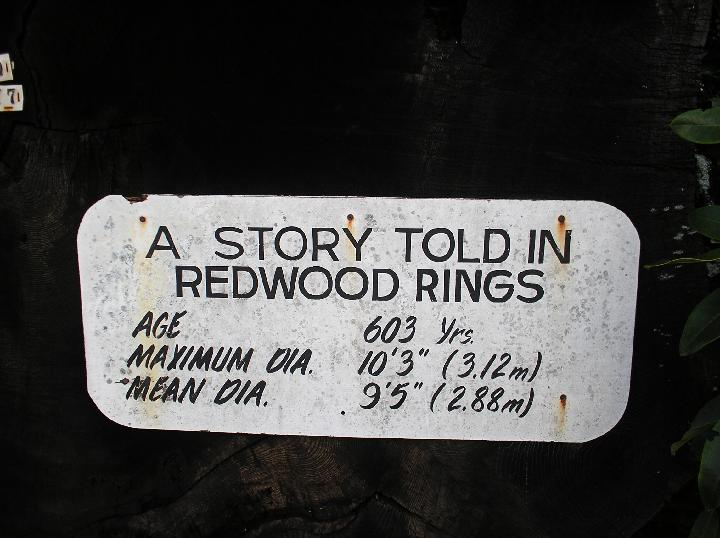 A STORY TOLD IN
REDWOOD RINGS
AGE 603 Yrs.
MAXIMUM DIA. 10'3" (3.12m)
MEAN DIA. 9'5" (2.88m)
7